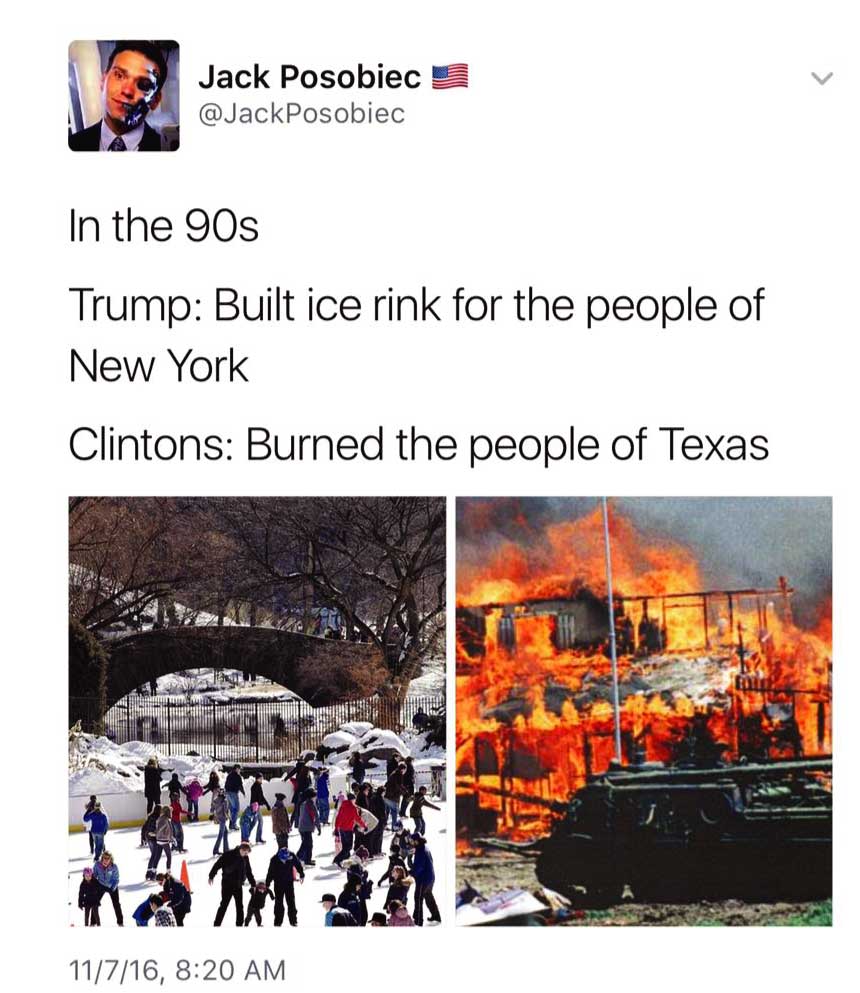 Jack Posobiec 🇺🇸
@JackPosobiec
In the 90s
Trump: Built ice rink for the people of
New York
Clintons: Burned the people of Texas
11/7/16, 8:20 AM